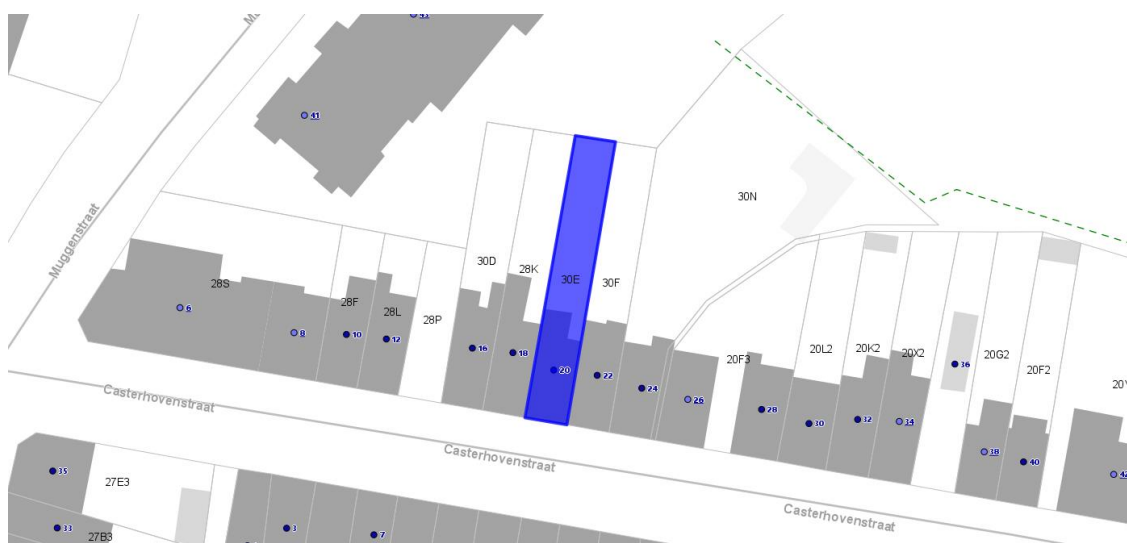 41
30N
Muggenstraat
30D
28K
30E
30F
28S
28F
28L
28P
6
8
10
12
16
18
20
22
24
26
20F3
20L2
20K2
20X2
36
20G2
20F2
28
30
32
34
38
40
42
Casterhovenstraat
Casterhovenstraat
Casterhovenstraat
35
27E3
33
27B3
3
7